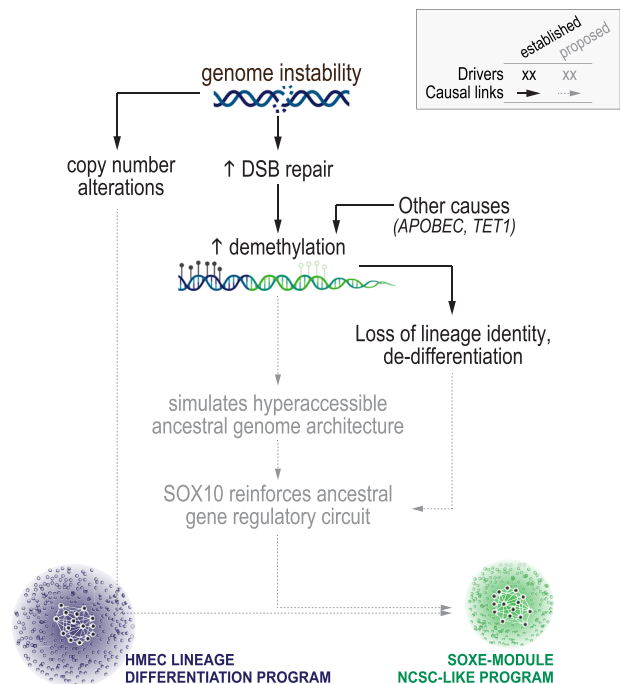 established
proposed
Drivers xx xx
Causal links
genome instability
copy number
alterations
↑ DSB repair
Other causes
(APOBEC, TET1)
↑ demethylation
Loss of lineage identity,
de-differentiation
simulates hyperaccessible
ancestral genome architecture
SOX10 reinforces ancestral
gene regulatory circuit
HMEC LINEAGE
DIFFERENTIATION PROGRAM
SOXE-MODULE
NCSC-LIKE PROGRAM